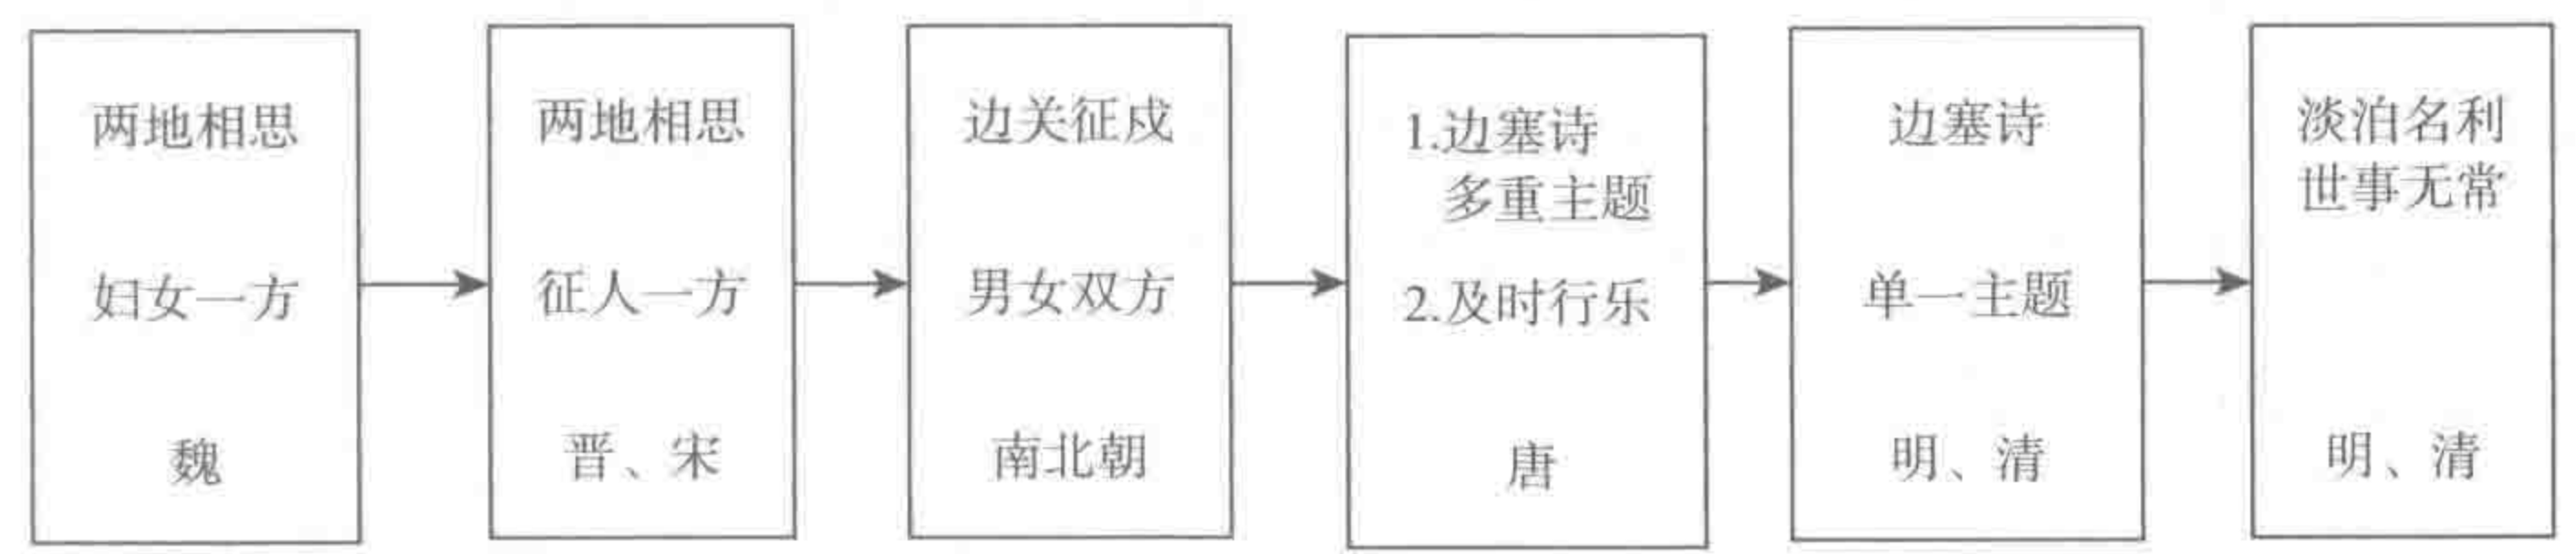 两地相思
妇女一方
魏
两地相思
征人一方
晋、宋
边关征戍
男女双方
南北朝
1.边塞诗
多重主题
2.及时行乐
唐
边塞诗
单一主题
明、清
淡泊名利
世事无常
明、清